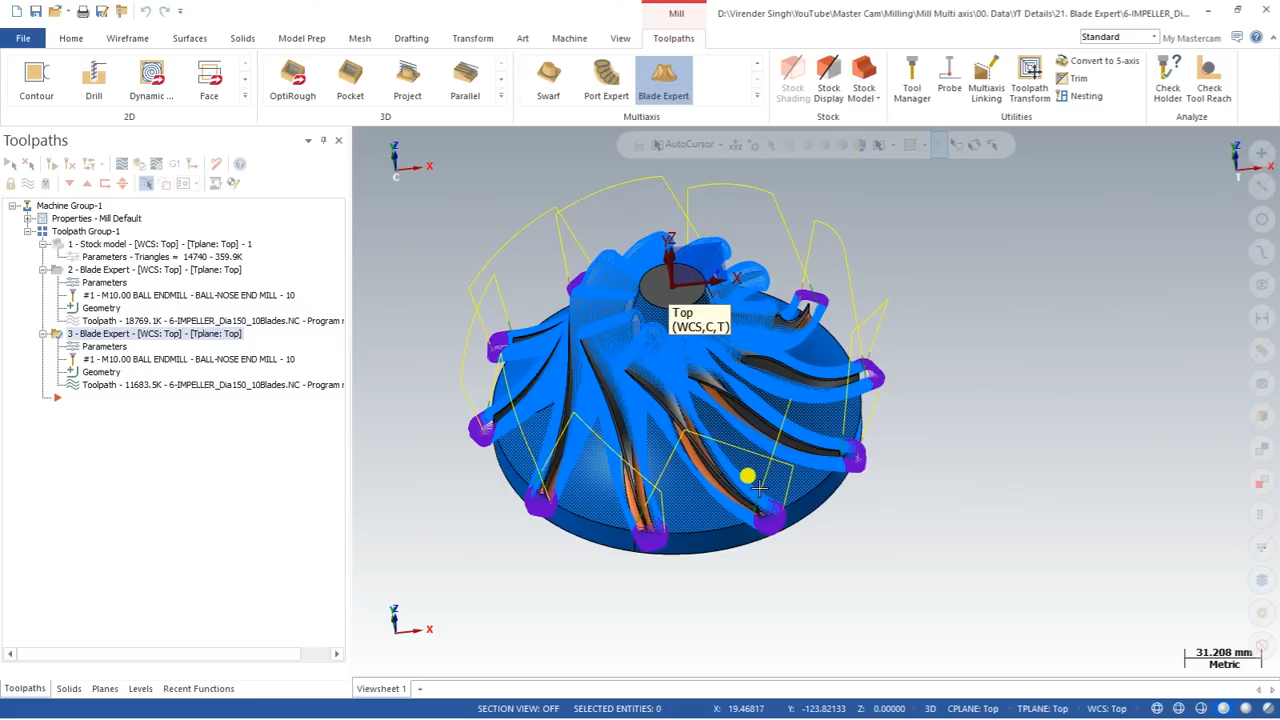 Mill
D:\Virender Singh\YouTube\Master Cam\Milling\Mill Multi axis\00. Data\YT Details\21. Blade Expert\6-IMPELLER_Di...
File
Home
Wireframe
Surfaces
Solids
Model Prep
Mesh
Drafting
Transform
Art
Machine
View
Toolpaths
Standard
My Mastercam
Contour
Drill
Dynamic ...
Face
2D
OptiRough
Pocket
Project
Parallel
3D
Swarf
Port Expert
Blade Expert
Multiaxis
Stock Shading
Stock Display
Stock Model
Stock
Tool Manager
Probe
Multiaxis Linking
Toolpath Transform
Convert to 5-axis
Trim
Nesting
Utilities
Check Holder
Check Tool Reach
Analyze
Toolpaths
G1
AutoCursor
Machine Group-1
Properties - Mill Default
Toolpath Group-1
1 - Stock model - [WCS: Top] - [Tplane: Top] - 1
Parameters - Triangles = 14740 - 359.9K
2 - Blade Expert - [WCS: Top] - [Tplane: Top]
Parameters
#1 - M10.00 BALL ENDMILL - BALL-NOSE END MILL - 10
Geometry
Toolpath - 18769.1K - 6-IMPELLER_Dia150_10Blades.NC - Program n
3 - Blade Expert - [WCS: Top] - [Tplane: Top]
Parameters
#1 - M10.00 BALL ENDMILL - BALL-NOSE END MILL - 10
Geometry
Toolpath - 11683.5K - 6-IMPELLER_Dia150_10Blades.NC - Program n
Z
Y
X
C
Z
Y
X
T
Z
Y
X
Top
(WCS,C,T)
Z
Y
X
31.208 mm
Metric
Toolpaths
Solids
Planes
Levels
Recent Functions
Viewsheet 1
+
SECTION VIEW: OFF
SELECTED ENTITIES: 0
X: 19.46817
Y: -123.82133
Z: 0.00000
3D
CPLANE: Top
TPLANE: Top
WCS: Top